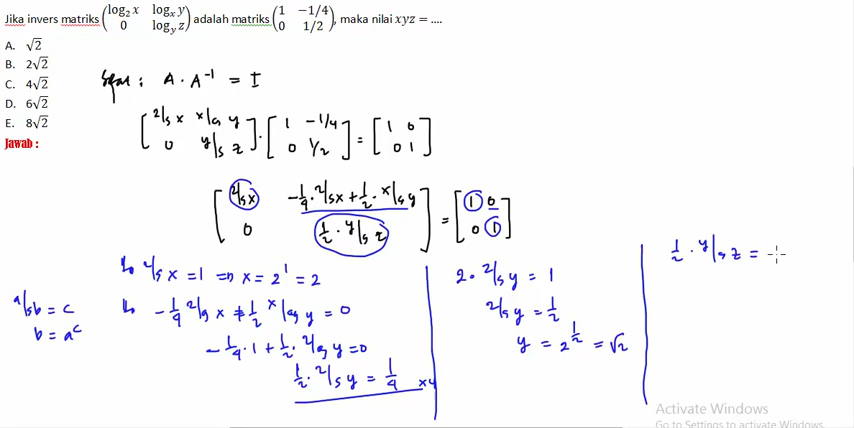 Jika invers matriks (log₂ x  logₓ y
0  log_y z) adalah matriks (1  −1/4
0  1/2), maka nilai xyz = ....
A. √2
B. 2√2
C. 4√2
D. 6√2
E. 8√2
Jawab :
Sifat : A · A⁻¹ = I
[²log x  ˣlog y
0  ʸlog z] · [1  −1/4
0  1/2] = [1 0
0 1]
[²log x  −1/4 · ²log x + 1/2 · ˣlog y
0  1/2 · ʸlog z] = [1 0
0 1]
↳ ²log x = 1 ⇒ x = 2¹ = 2
↳ −1/4 ²log x + 1/2 ˣlog y = 0
−1/4 · 1 + 1/2 · ²log y = 0
1/2 · ²log y = 1/4 ×4
ᵃlog b = c
b = aᶜ
2 · ²log y = 1
²log y = 1/2
y = 2^(1/2) = √2
1/2 · ʸlog z =
Activate Windows
Go to Settings to activate Windows